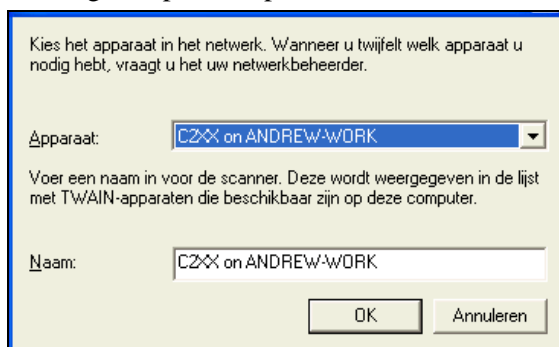 Kies het apparaat in het netwerk. Wanneer u twijfelt welk apparaat u
nodig hebt, vraagt u het uw netwerkbeheerder.
Apparaat: C2XX on ANDREW-WORK
Voer een naam in voor de scanner. Deze wordt weergegeven in de lijst
met TWAIN-apparaten die beschikbaar zijn op deze computer.
Naam: C2XX on ANDREW-WORK
OK Annuleren